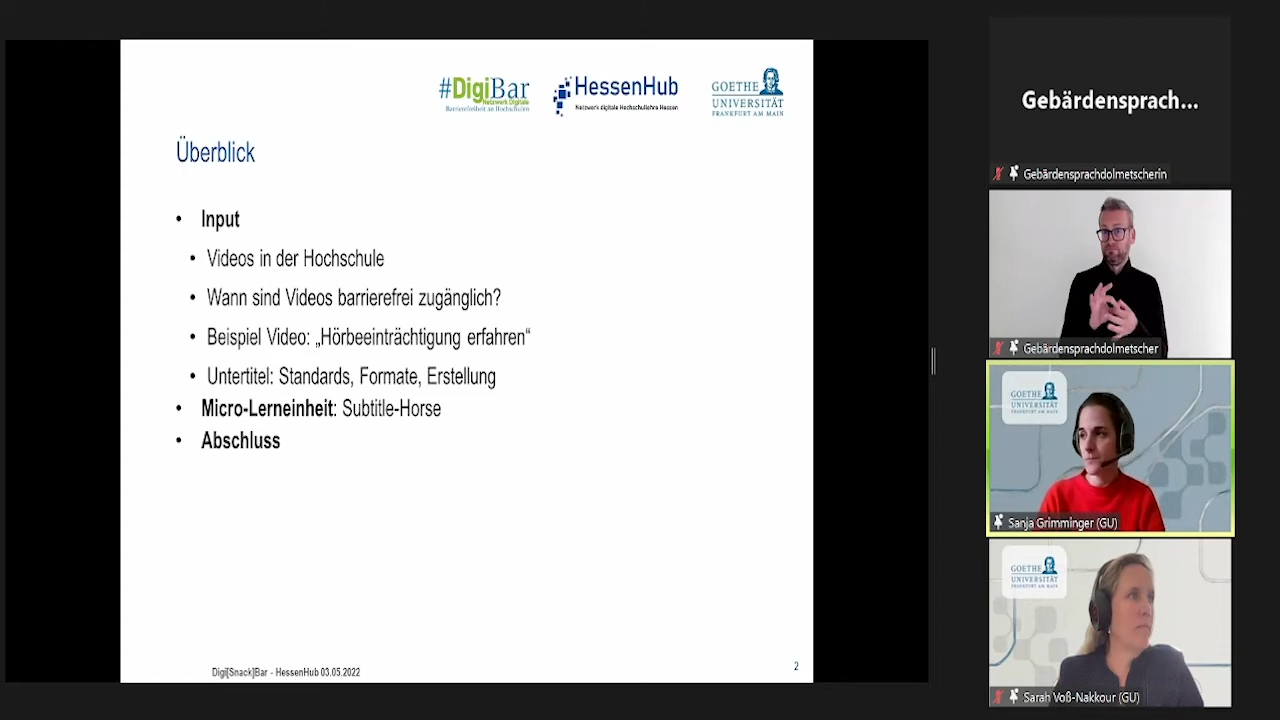 #DigiBar
Netzwerk Digitale
Barrierefreiheit an Hochschulen
HessenHub
Netzwerk digitale Hochschullehre Hessen
GOETHE
UNIVERSITÄT
FRANKFURT AM MAIN
Überblick
• Input
• Videos in der Hochschule
• Wann sind Videos barrierefrei zugänglich?
• Beispiel Video: „Hörbeeinträchtigung erfahren“
• Untertitel: Standards, Formate, Erstellung
• Micro-Lerneinheit: Subtitle-Horse
• Abschluss
Digi[Snack]Bar - HessenHub 03.05.2022
2
Gebärdensprach...
Gebärdensprachdolmetscherin
Gebärdensprachdolmetscher
GOETHE
UNIVERSITÄT
FRANKFURT AM MAIN
Sanja Grimminger (GU)
GOETHE
UNIVERSITÄT
FRANKFURT AM MAIN
Sarah Voß-Nakkour (GU)